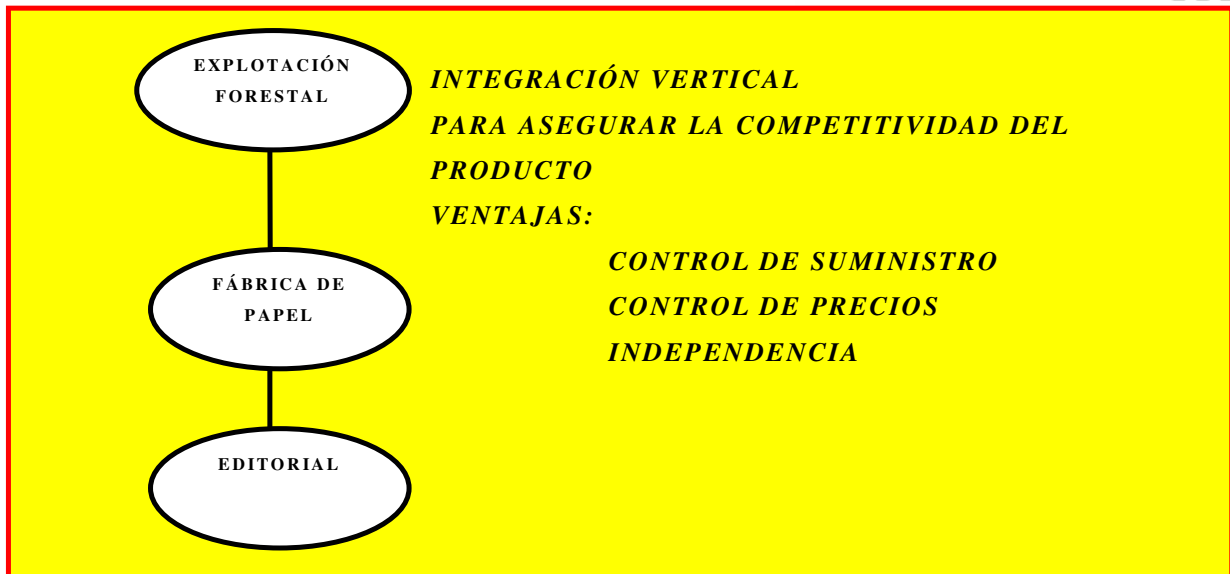 EXPLOTACIÓN
FORESTAL
INTEGRACIÓN VERTICAL
PARA ASEGURAR LA COMPETITIVIDAD DEL
PRODUCTO
VENTAJAS:
CONTROL DE SUMINISTRO
CONTROL DE PRECIOS
INDEPENDENCIA
FÁBRICA DE
PAPEL
EDITORIAL